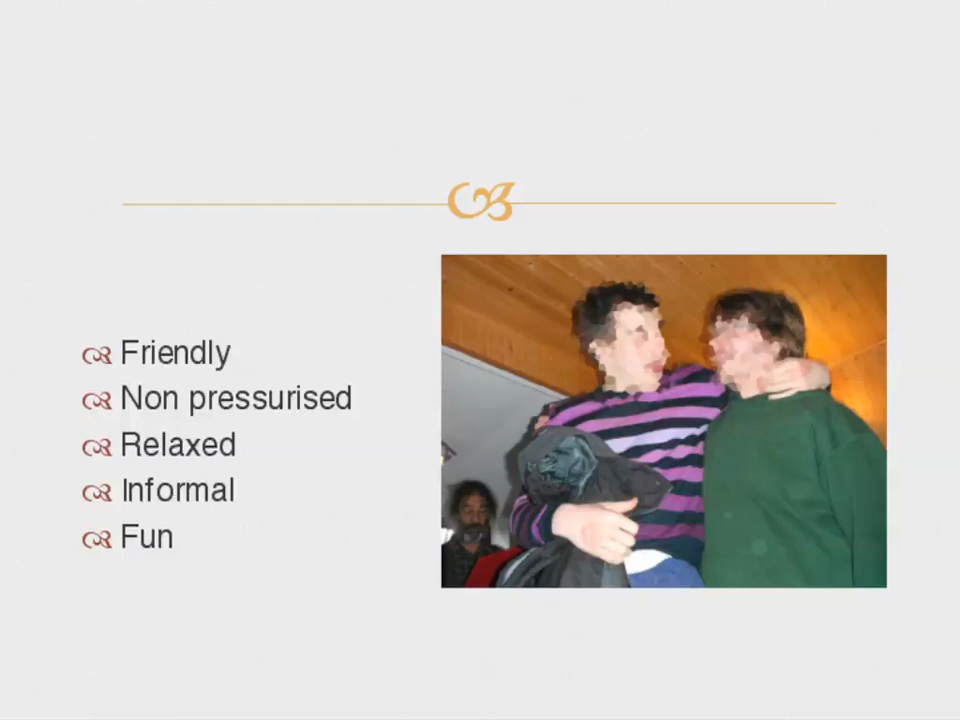 Friendly
Non pressurised
Relaxed
Informal
Fun